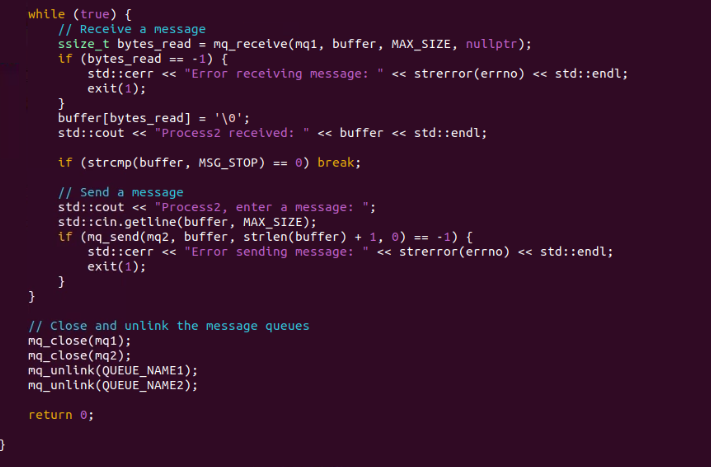 while (true) {
// Receive a message
ssize_t bytes_read = mq_receive(mq1, buffer, MAX_SIZE, nullptr);
if (bytes_read == -1) {
std::cerr << "Error receiving message: " << strerror(errno) << std::endl;
exit(1);
}
buffer[bytes_read] = '\0';
std::cout << "Process2 received: " << buffer << std::endl;
if (strcmp(buffer, MSG_STOP) == 0) break;
// Send a message
std::cout << "Process2, enter a message: ";
std::cin.getline(buffer, MAX_SIZE);
if (mq_send(mq2, buffer, strlen(buffer) + 1, 0) == -1) {
std::cerr << "Error sending message: " << strerror(errno) << std::endl;
exit(1);
}
}
// Close and unlink the message queues
mq_close(mq1);
mq_close(mq2);
mq_unlink(QUEUE_NAME1);
mq_unlink(QUEUE_NAME2);
return 0;
}